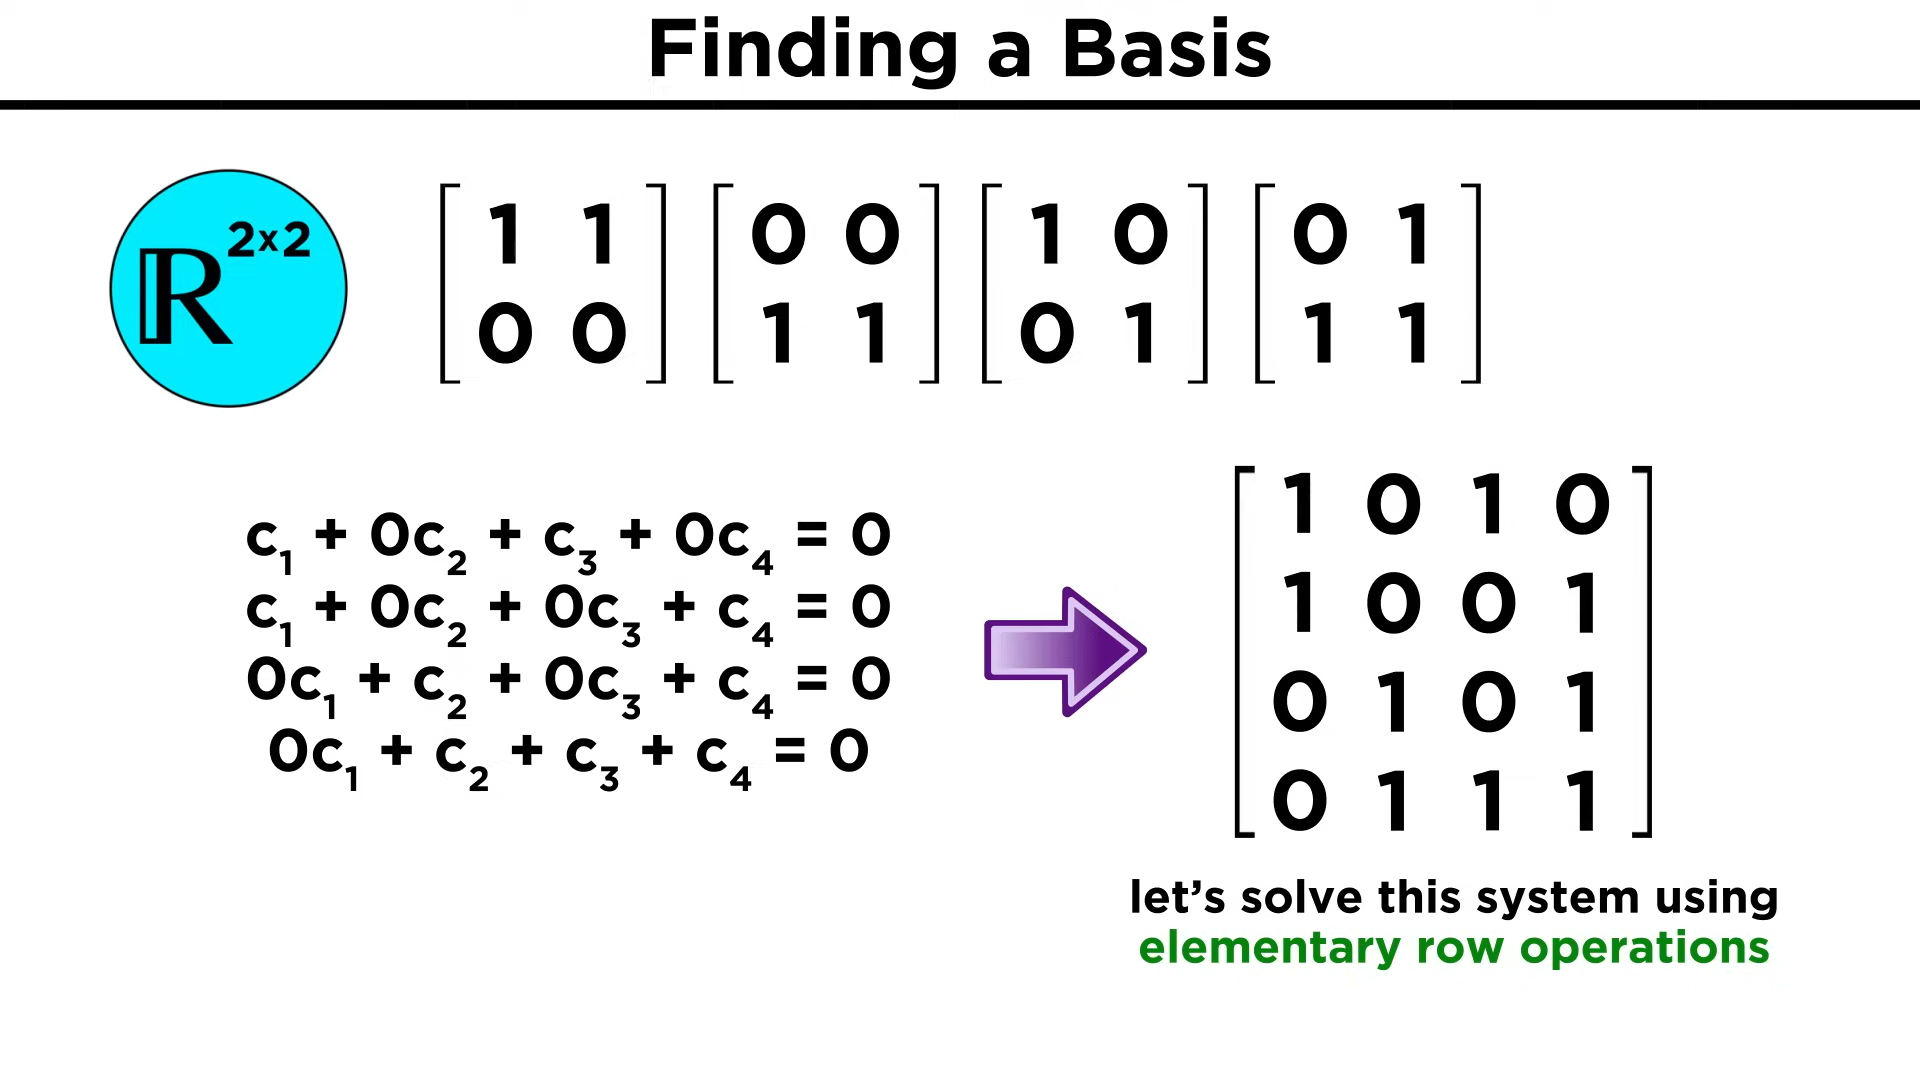 Finding a Basis
ℝ²ˣ²
1 1 0 0 1 0 0 1
0 0 1 1 0 1 1 1
c₁ + 0c₂ + c₃ + 0c₄ = 0
c₁ + 0c₂ + 0c₃ + c₄ = 0
0c₁ + c₂ + 0c₃ + c₄ = 0
0c₁ + c₂ + c₃ + c₄ = 0
1 0 1 0
1 0 0 1
0 1 0 1
0 1 1 1
let’s solve this system using
elementary row operations